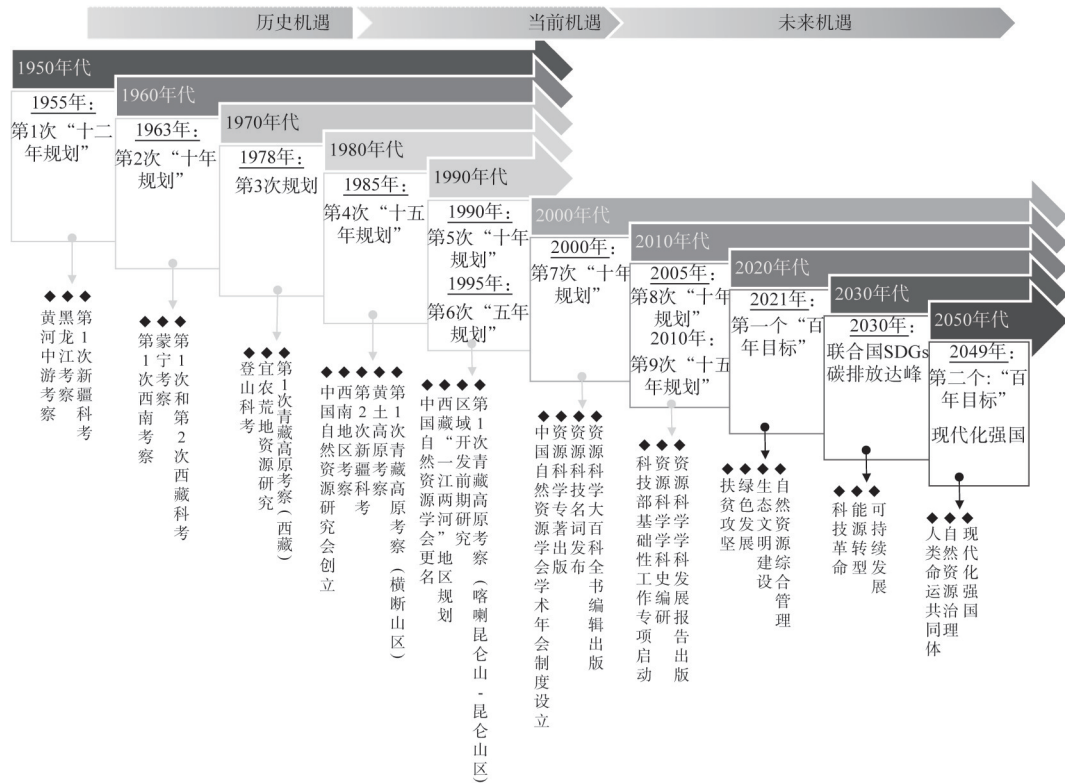 历史机遇
当前机遇
未来机遇
1950年代
1955年：
第1次“十二
年规划”
◆第1次新疆科考
◆黑龙江考察
◆黄河中游考察
1960年代
1963年：
第2次“十年
规划”
◆第1次和第2次西藏科考
◆蒙宁考察
◆第1次西南考察
1970年代
1978年：
第3次规划
◆第1次青藏高原考察(西藏)
◆宜农荒地资源研究
◆登山科考
1980年代
1985年：
第4次“十五
年规划”
◆第1次青藏高原考察（横断山区）
◆黄土高原考察
◆第2次新疆科考
◆西南地区考察
◆中国自然资源研究会创立
1990年代
1990年：
第5次“十年
规划”
1995年：
第6次“五年
规划”
◆第1次青藏高原考察（喀喇昆仑山-昆仑山区）
◆区域开发前期研究
◆西藏“一江两河”地区规划
◆中国自然资源学会更名
2000年代
2000年：
第7次“十年
规划”
◆资源科学大百科全书编辑出版
◆资源科技名词发布
◆资源科学专著出版
◆中国自然资源学会学术年会制度设立
2010年代
2005年：
第8次“十年
规划”
2010年：
第9次“十五
年规划”
◆资源科学学科发展报告出版
◆资源科学学科史编研
◆科技部基础性工作专项启动
2020年代
2021年：
第一个“百
年目标”
◆自然资源综合管理
◆生态文明建设
◆绿色发展
◆扶贫攻坚
2030年代
2030年：
联合国SDGs
碳排放达峰
◆可持续发展
◆能源转型
◆科技革命
2050年代
2049年：
第二个:“百
年目标”
现代化强国
◆现代化强国
◆自然资源治理
◆人类命运共同体